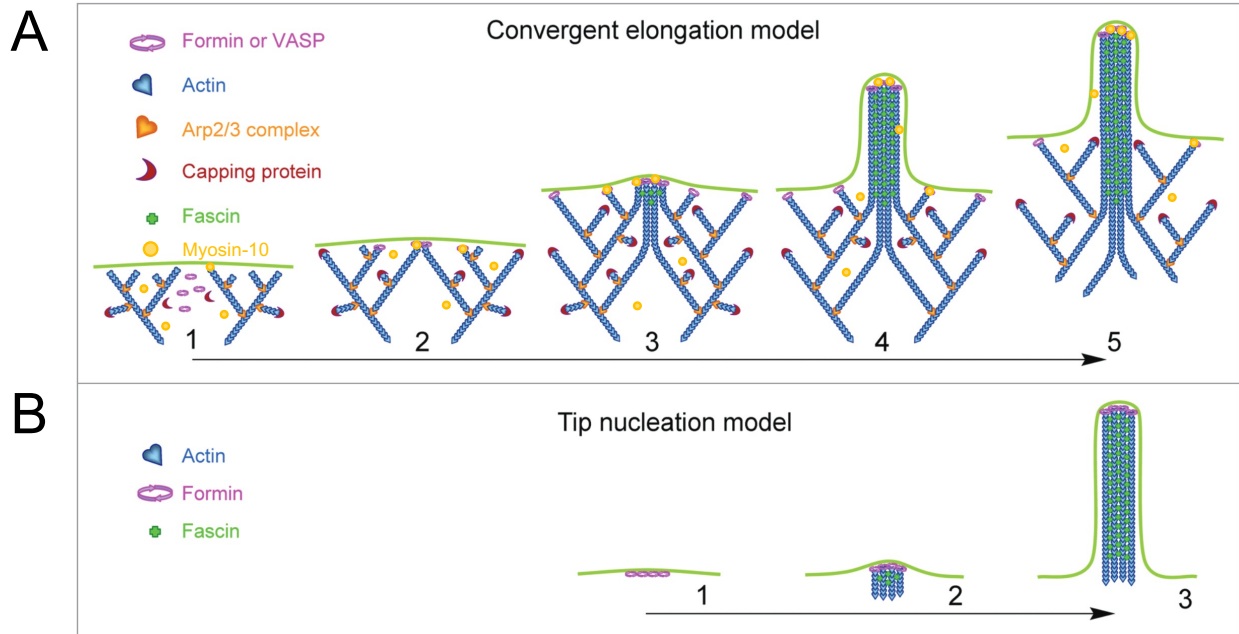 A
Convergent elongation model
Formin or VASP
Actin
Arp2/3 complex
Capping protein
Fascin
Myosin-10
1
2
3
4
5
B
Tip nucleation model
Actin
Formin
Fascin
1
2
3